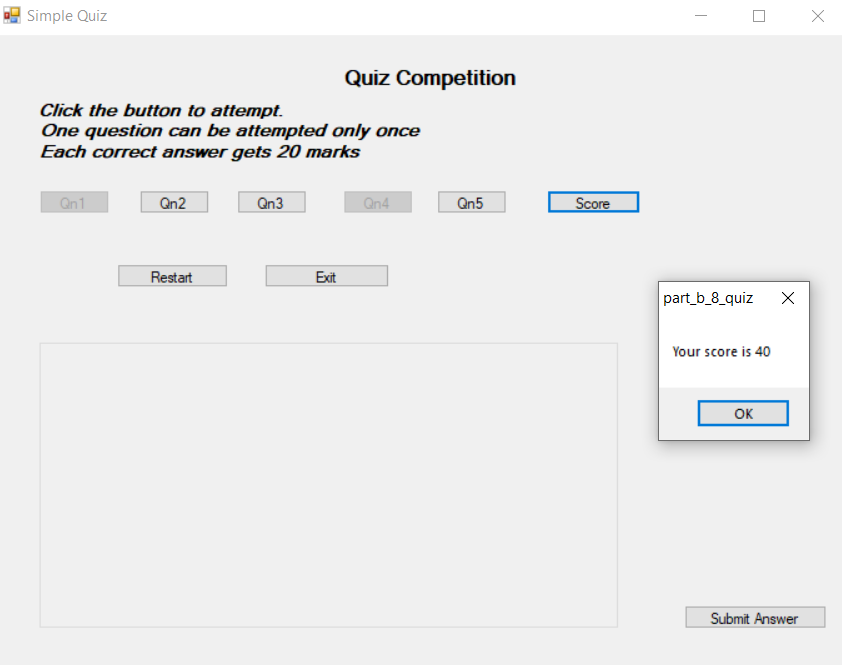 Simple Quiz
Quiz Competition
Click the button to attempt.
One question can be attempted only once
Each correct answer gets 20 marks
Qn1 Qn2 Qn3 Qn4 Qn5 Score
Restart Exit
part_b_8_quiz
Your score is 40
OK
Submit Answer